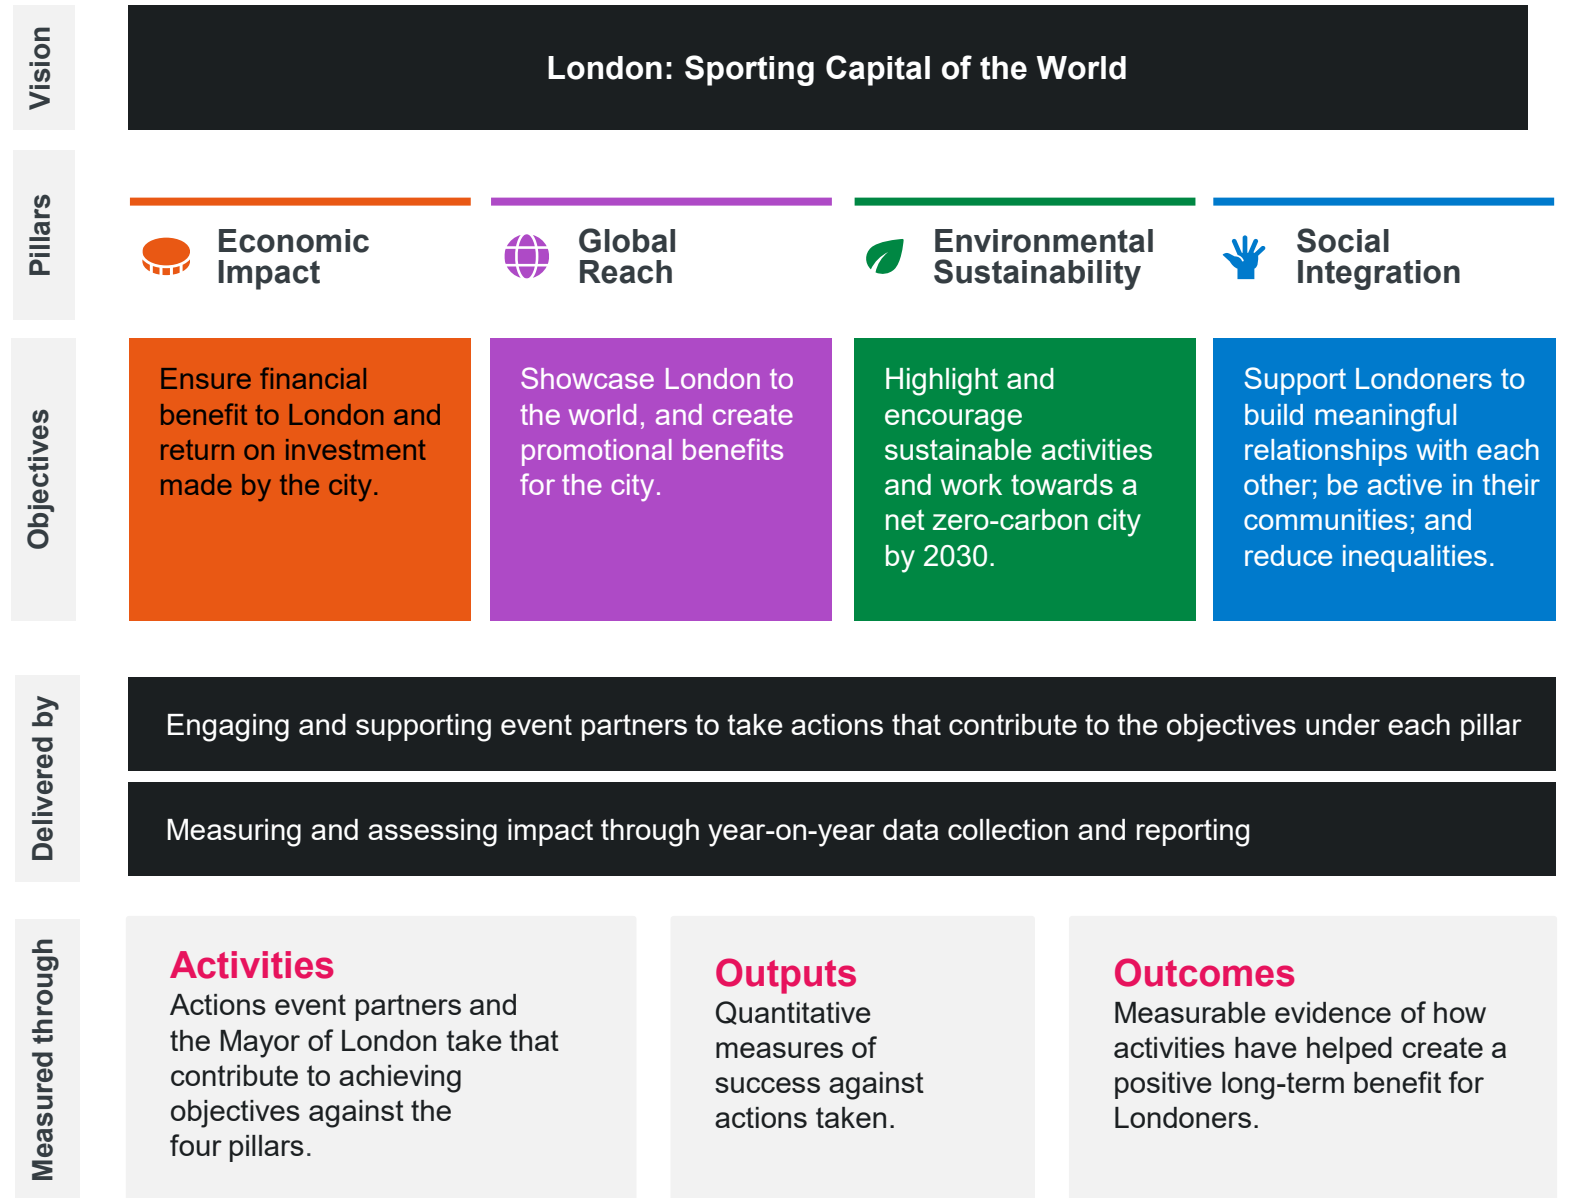 Vision
London: Sporting Capital of the World
Pillars
Economic
Impact
Global
Reach
Environmental
Sustainability
Social
Integration
Objectives
Ensure financial
benefit to London and
return on investment
made by the city.
Showcase London to
the world, and create
promotional benefits
for the city.
Highlight and
encourage
sustainable activities
and work towards a
net zero-carbon city
by 2030.
Support Londoners to
build meaningful
relationships with each
other; be active in their
communities; and
reduce inequalities.
Delivered by
Engaging and supporting event partners to take actions that contribute to the objectives under each pillar
Measuring and assessing impact through year-on-year data collection and reporting
Measured through
Activities
Actions event partners and
the Mayor of London take that
contribute to achieving
objectives against the
four pillars.
Outputs
Quantitative
measures of
success against
actions taken.
Outcomes
Measurable evidence of how
activities have helped create a
positive long-term benefit for
Londoners.